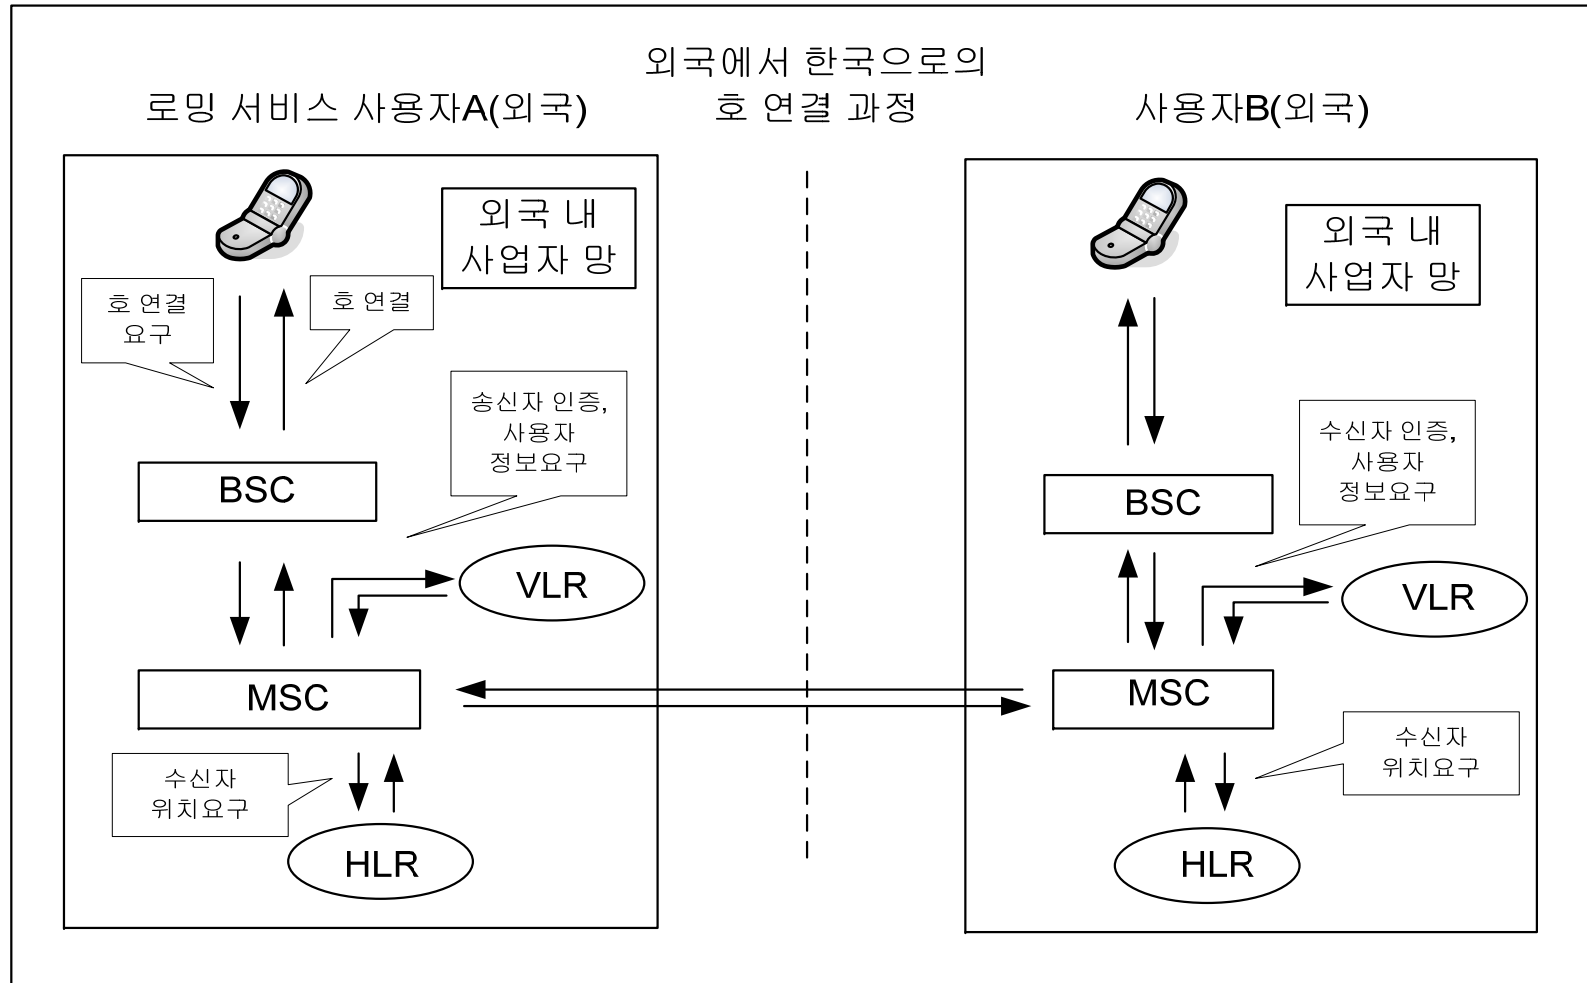 외국에서 한국으로의
호 연결 과정
로밍 서비스 사용자A(외국)
사용자B(외국)
외국 내
사업자 망
호 연결
요구
호 연결
송신자 인증,
사용자
정보요구
BSC
VLR
MSC
수신자
위치요구
HLR
외국 내
사업자 망
수신자 인증,
사용자
정보요구
BSC
VLR
MSC
수신자
위치요구
HLR